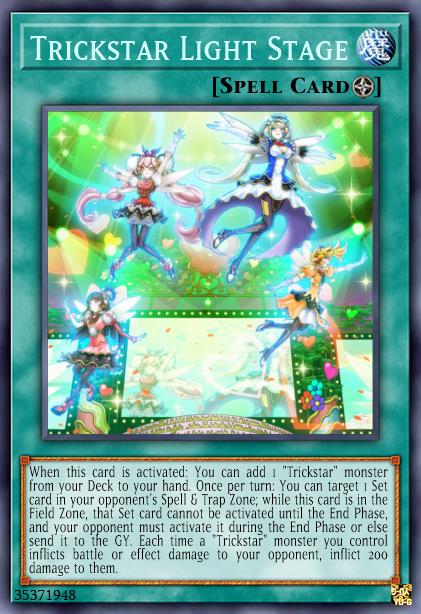 Trickstar Light Stage
[Spell Card]
When this card is activated: You can add 1 "Trickstar" monster
from your Deck to your hand. Once per turn: You can target 1 Set
card in your opponent's Spell & Trap Zone; while this card is in the
Field Zone, that Set card cannot be activated until the End Phase,
and your opponent must activate it during the End Phase or else
send it to the GY. Each time a "Trickstar" monster you control
inflicts battle or effect damage to your opponent, inflict 200
damage to them.
35371948